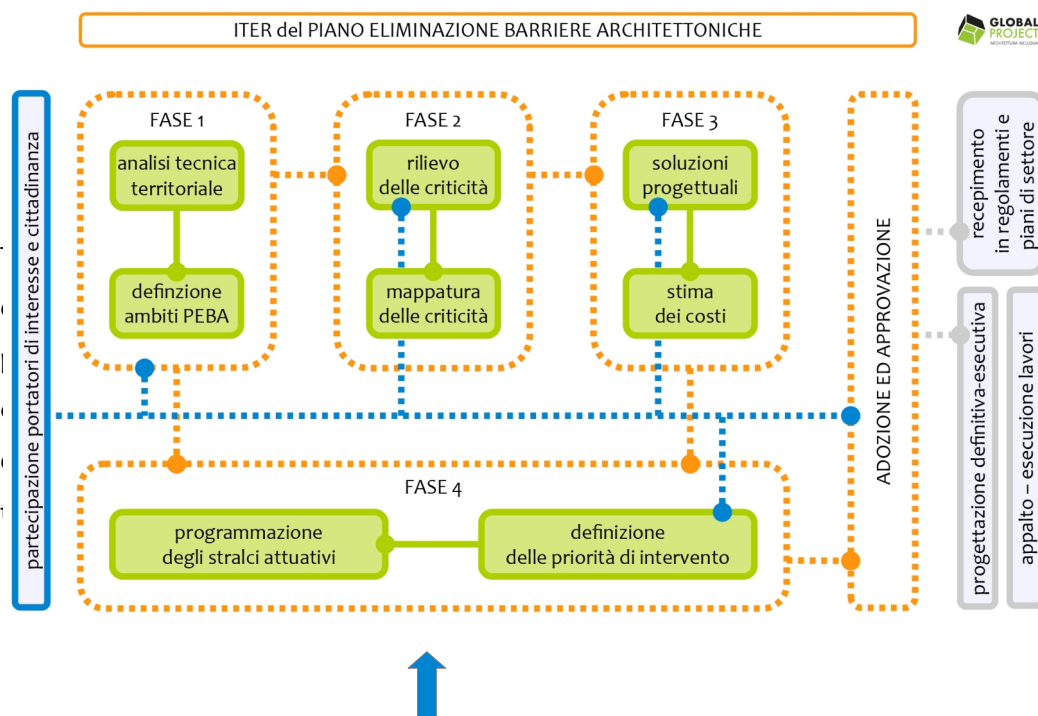 ITER del PIANO ELIMINAZIONE BARRIERE ARCHITETTONICHE
GLOBAL
PROJECT
partecipazione portatori di interesse e cittadinanza
FASE 1
analisi tecnica
territoriale
definzione
ambiti PEBA
FASE 2
rilievo
delle criticità
mappatura
delle criticità
FASE 3
soluzioni
progettuali
stima
dei costi
FASE 4
programmazione
degli stralci attuativi
definizione
delle priorità di intervento
ADOZIONE ED APPROVAZIONE
recepimento
in regolamenti e
piani di settore
progettazione definitiva-esecutiva
appalto – esecuzione lavori